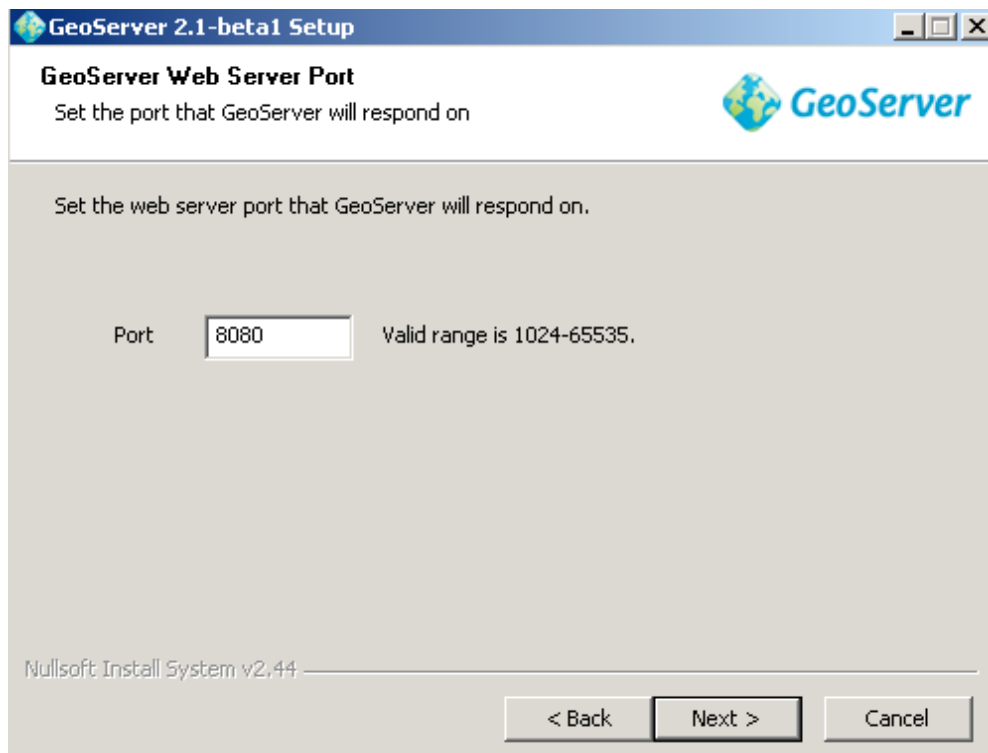 GeoServer 2.1-beta1 Setup
GeoServer Web Server Port
Set the port that GeoServer will respond on
GeoServer
Set the web server port that GeoServer will respond on.
Port 8080 Valid range is 1024-65535.
Nullsoft Install System v2.44
< Back Next > Cancel